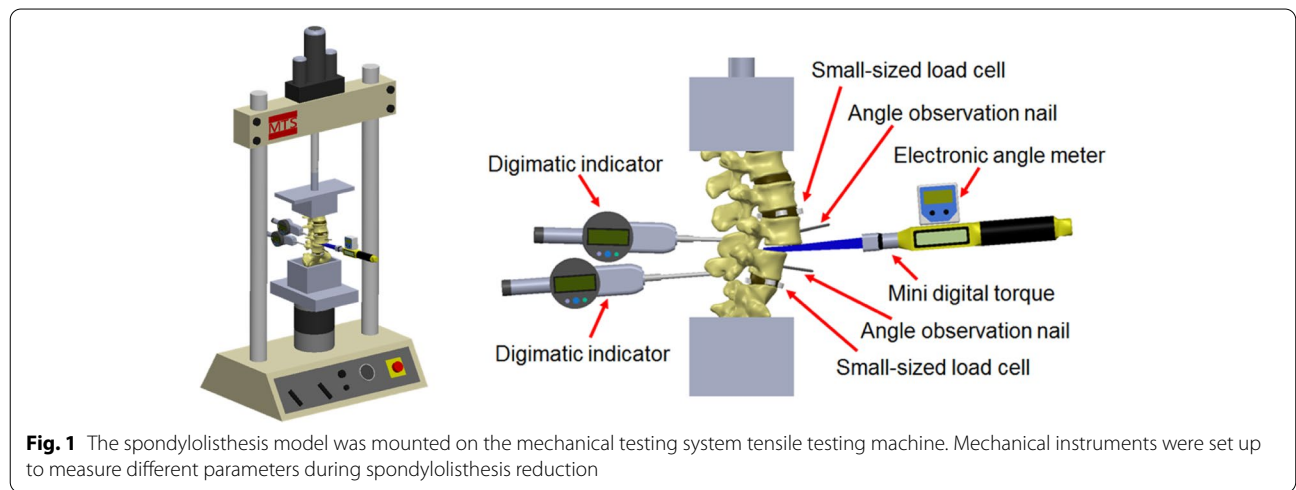 MTS
Small-sized load cell
Angle observation nail
Electronic angle meter
Digimatic indicator
Mini digital torque
Angle observation nail
Digimatic indicator
Small-sized load cell
Fig. 1 The spondylolisthesis model was mounted on the mechanical testing system tensile testing machine. Mechanical instruments were set up
to measure different parameters during spondylolisthesis reduction